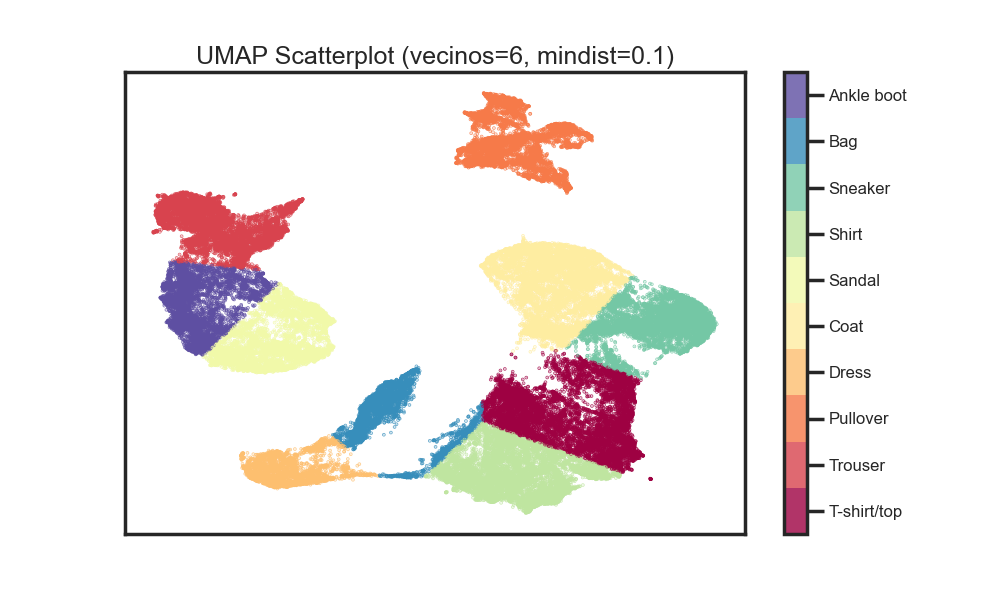 UMAP Scatterplot (vecinos=6, mindist=0.1)
Ankle boot
Bag
Sneaker
Shirt
Sandal
Coat
Dress
Pullover
Trouser
T-shirt/top